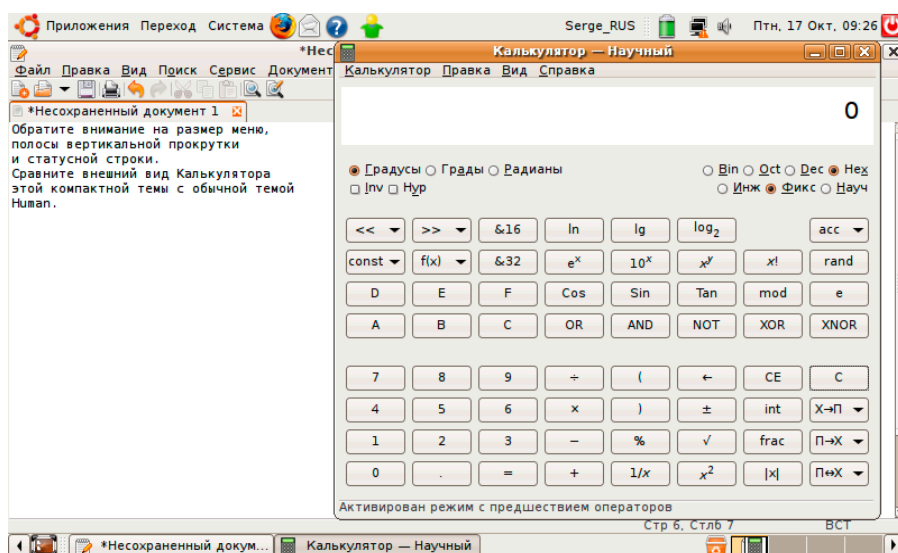 Приложения Переход Система Serge_RUS Птн, 17 Окт, 09:26
*Нес
Файл Правка Вид Поиск Сервис Документ
*Несохраненный документ 1
Обратите внимание на размер меню,
полосы вертикальной прокрутки
и статусной строки.
Сравните внешний вид Калькулятора
этой компактной темы с обычной темой
Human.
Калькулятор — Научный
Калькулятор Правка Вид Справка
0
Градусы Грады Радианы Bin Oct Dec Hex
Inv Hyp Инж Фикс Науч
<< >> &16 ln lg log₂ acc
const f(x) &32 eˣ 10ˣ xʸ x! rand
D E F Cos Sin Tan mod e
A B C OR AND NOT XOR XNOR
7 8 9 ÷ ( ← CE C
4 5 6 × ) ± int X→П
1 2 3 − % √ frac П→X
0 . = + 1/x x² |x| П↔X
Активирован режим с предшествием операторов
Стр 6, Стлб 7 ВСТ
*Несохраненный докум... Калькулятор — Научный